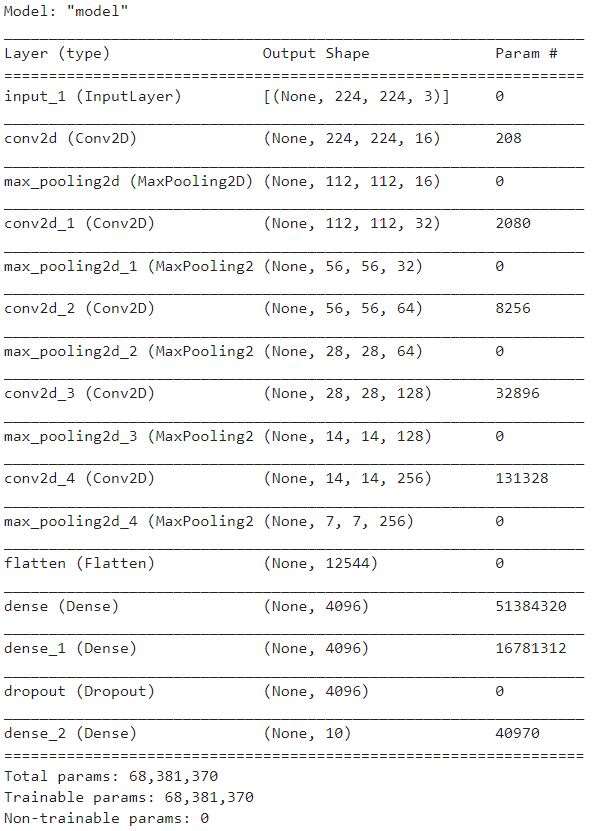 Model: "model"
_________________________________________________________________
Layer (type)                 Output Shape              Param #
=================================================================
input_1 (InputLayer)         [(None, 224, 224, 3)]     0
_________________________________________________________________
conv2d (Conv2D)              (None, 224, 224, 16)      208
_________________________________________________________________
max_pooling2d (MaxPooling2D) (None, 112, 112, 16)      0
_________________________________________________________________
conv2d_1 (Conv2D)            (None, 112, 112, 32)      2080
_________________________________________________________________
max_pooling2d_1 (MaxPooling2 (None, 56, 56, 32)        0
_________________________________________________________________
conv2d_2 (Conv2D)            (None, 56, 56, 64)        8256
_________________________________________________________________
max_pooling2d_2 (MaxPooling2 (None, 28, 28, 64)        0
_________________________________________________________________
conv2d_3 (Conv2D)            (None, 28, 28, 128)       32896
_________________________________________________________________
max_pooling2d_3 (MaxPooling2 (None, 14, 14, 128)       0
_________________________________________________________________
conv2d_4 (Conv2D)            (None, 14, 14, 256)       131328
_________________________________________________________________
max_pooling2d_4 (MaxPooling2 (None, 7, 7, 256)         0
_________________________________________________________________
flatten (Flatten)            (None, 12544)             0
_________________________________________________________________
dense (Dense)                (None, 4096)              51384320
_________________________________________________________________
dense_1 (Dense)              (None, 4096)              16781312
_________________________________________________________________
dropout (Dropout)            (None, 4096)              0
_________________________________________________________________
dense_2 (Dense)              (None, 10)                40970
=================================================================
Total params: 68,381,370
Trainable params: 68,381,370
Non-trainable params: 0